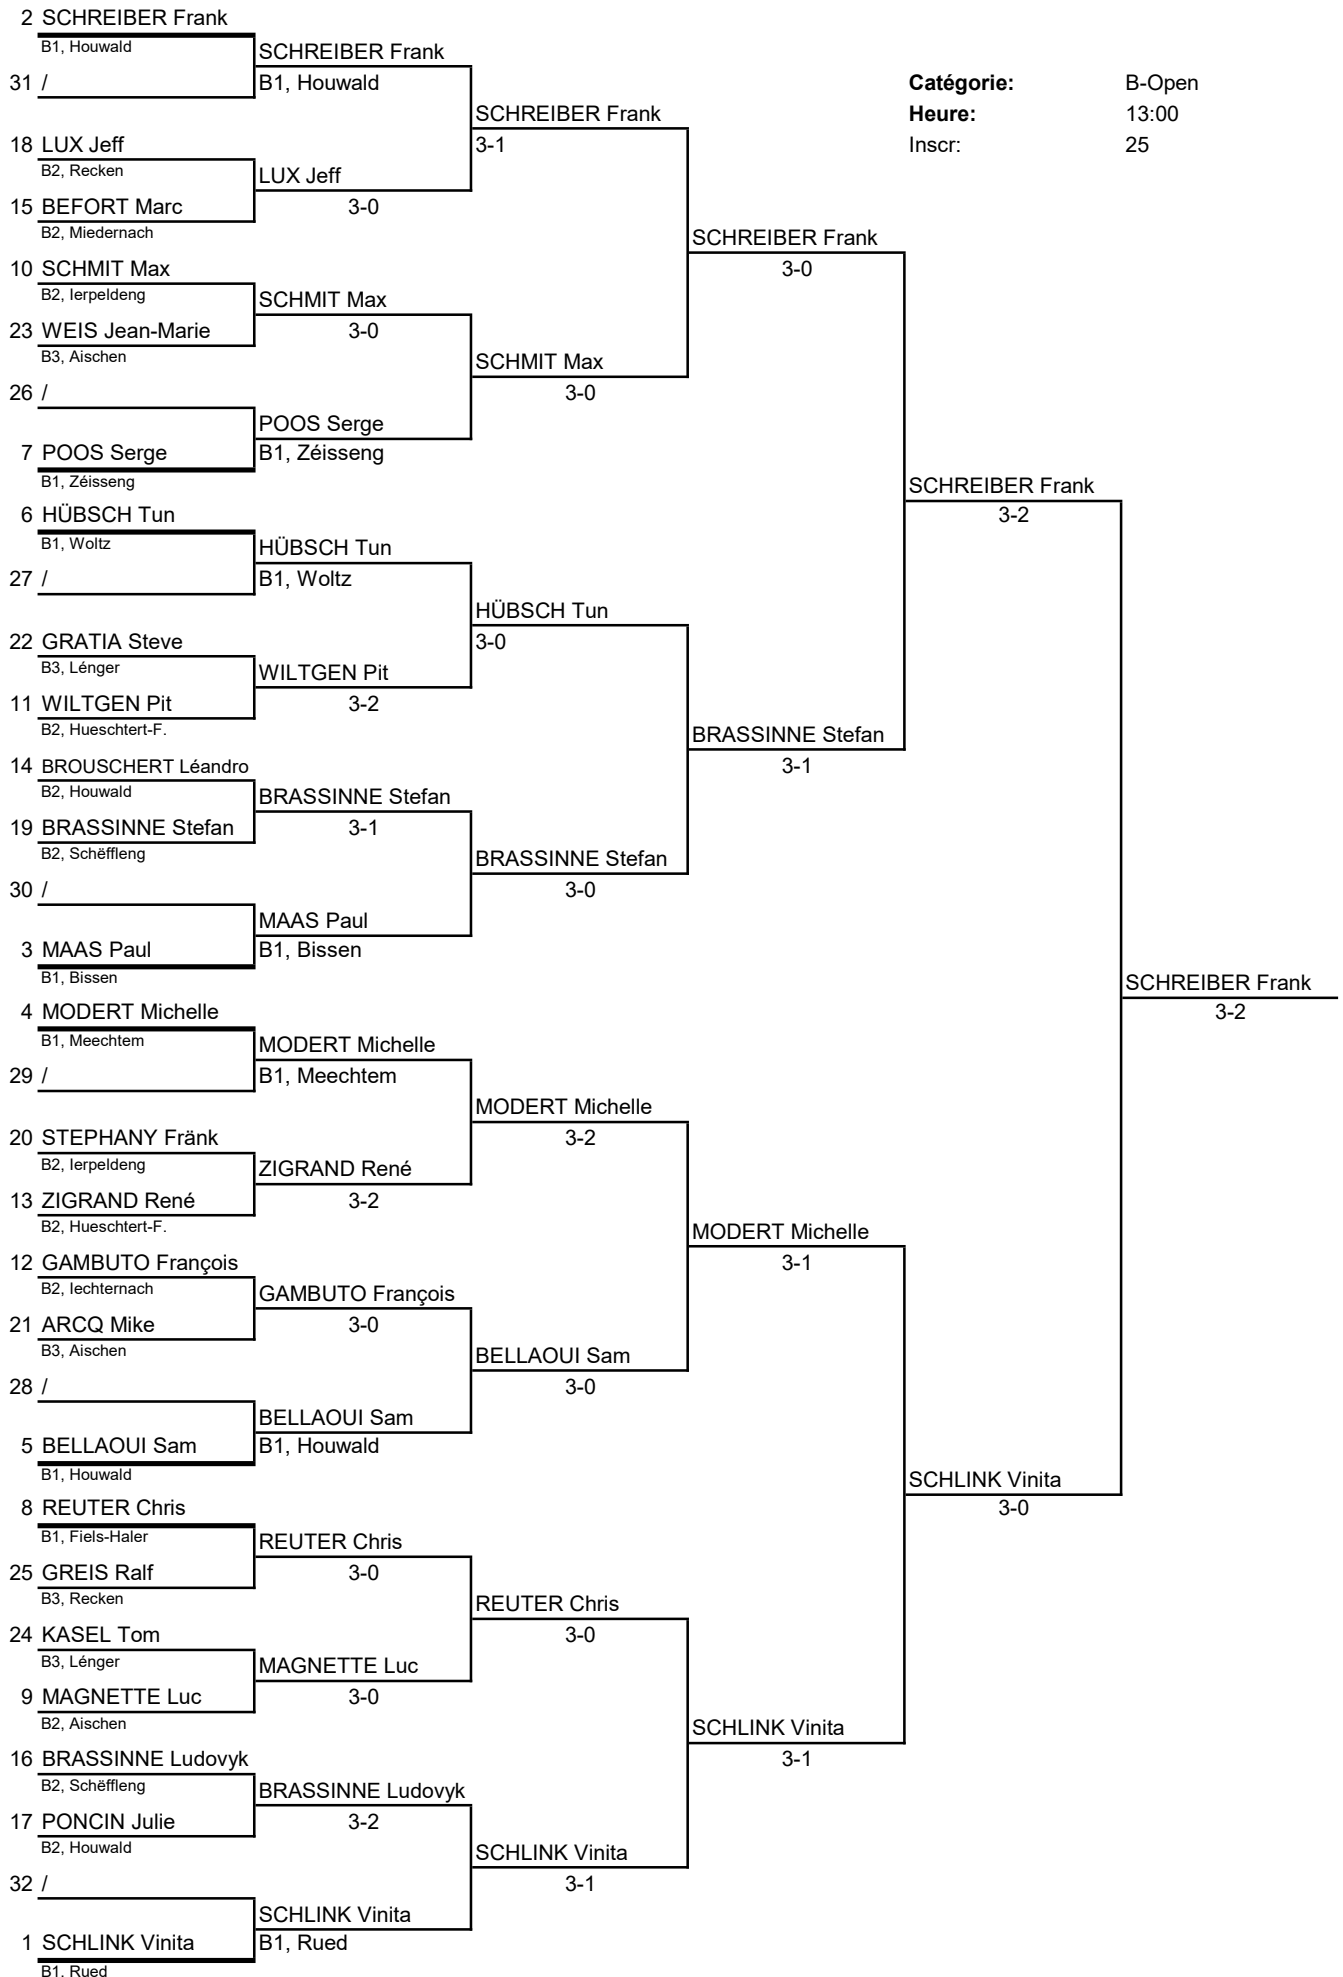 2 SCHREIBER Frank
B1, Houwald
SCHREIBER Frank
31 /
B1, Houwald
Catégorie: B-Open
SCHREIBER Frank
Heure: 13:00
18 LUX Jeff
3-1
Inscr: 25
B2, Recken
LUX Jeff
15 BEFORT Marc
3-0
B2, Miedernach
SCHREIBER Frank
10 SCHMIT Max
3-0
B2, Ierpeldeng
SCHMIT Max
23 WEIS Jean-Marie
3-0
B3, Aischen
SCHMIT Max
26 /
3-0
POOS Serge
7 POOS Serge
B1, Zéisseng
B1, Zéisseng
SCHREIBER Frank
6 HÜBSCH Tun
3-2
B1, Woltz
HÜBSCH Tun
27 /
B1, Woltz
HÜBSCH Tun
22 GRATIA Steve
3-0
B3, Lénger
WILTGEN Pit
11 WILTGEN Pit
3-2
B2, Hueschtert-F.
BRASSINNE Stefan
14 BROUSCHERT Léandro
3-1
B2, Houwald
BRASSINNE Stefan
19 BRASSINNE Stefan
3-1
B2, Schëffleng
BRASSINNE Stefan
30 /
3-0
MAAS Paul
3 MAAS Paul
B1, Bissen
B1, Bissen
SCHREIBER Frank
4 MODERT Michelle
3-2
B1, Meechtem
MODERT Michelle
29 /
B1, Meechtem
MODERT Michelle
20 STEPHANY Fränk
3-2
B2, Ierpeldeng
ZIGRAND René
13 ZIGRAND René
3-2
B2, Hueschtert-F.
MODERT Michelle
12 GAMBUTO François
3-1
B2, Iechternach
GAMBUTO François
21 ARCQ Mike
3-0
B3, Aischen
BELLAOUI Sam
28 /
3-0
BELLAOUI Sam
5 BELLAOUI Sam
B1, Houwald
B1, Houwald
SCHLINK Vinita
8 REUTER Chris
3-0
B1, Fiels-Haler
REUTER Chris
25 GREIS Ralf
3-0
B3, Recken
REUTER Chris
24 KASEL Tom
3-0
B3, Lénger
MAGNETTE Luc
9 MAGNETTE Luc
3-0
B2, Aischen
SCHLINK Vinita
16 BRASSINNE Ludovyk
3-1
B2, Schëffleng
BRASSINNE Ludovyk
17 PONCIN Julie
3-2
B2, Houwald
SCHLINK Vinita
32 /
3-1
SCHLINK Vinita
1 SCHLINK Vinita
B1, Rued
B1, Rued